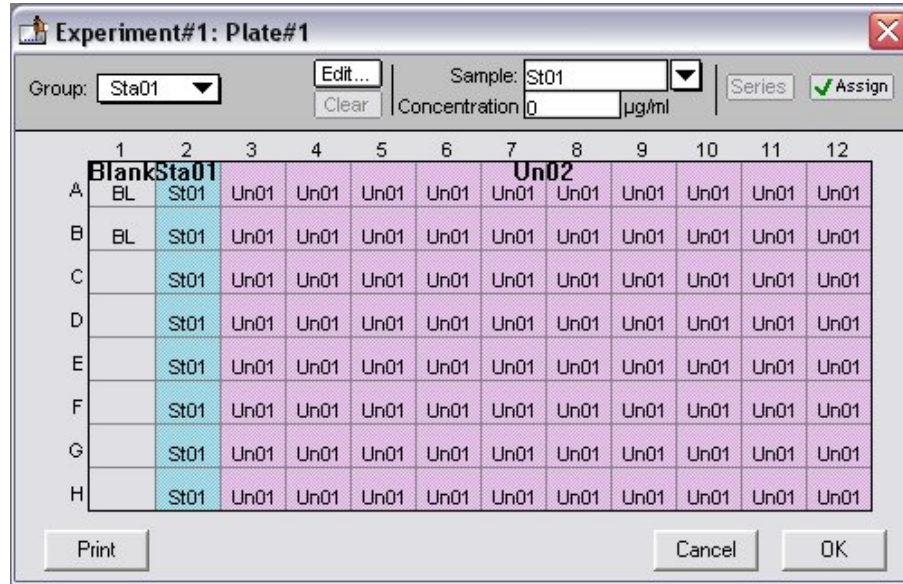 Experiment#1: Plate#1
Group: Sta01 Edit... Sample: St01 Series Assign
Clear Concentration 0 µg/ml
1 2 3 4 5 6 7 8 9 10 11 12
Blank Sta01 Un02
A BL St01 Un01 Un01 Un01 Un01 Un01 Un01 Un01 Un01 Un01 Un01
B BL St01 Un01 Un01 Un01 Un01 Un01 Un01 Un01 Un01 Un01 Un01
C St01 Un01 Un01 Un01 Un01 Un01 Un01 Un01 Un01 Un01 Un01
D St01 Un01 Un01 Un01 Un01 Un01 Un01 Un01 Un01 Un01 Un01
E St01 Un01 Un01 Un01 Un01 Un01 Un01 Un01 Un01 Un01 Un01
F St01 Un01 Un01 Un01 Un01 Un01 Un01 Un01 Un01 Un01 Un01
G St01 Un01 Un01 Un01 Un01 Un01 Un01 Un01 Un01 Un01 Un01
H St01 Un01 Un01 Un01 Un01 Un01 Un01 Un01 Un01 Un01 Un01
Print Cancel OK